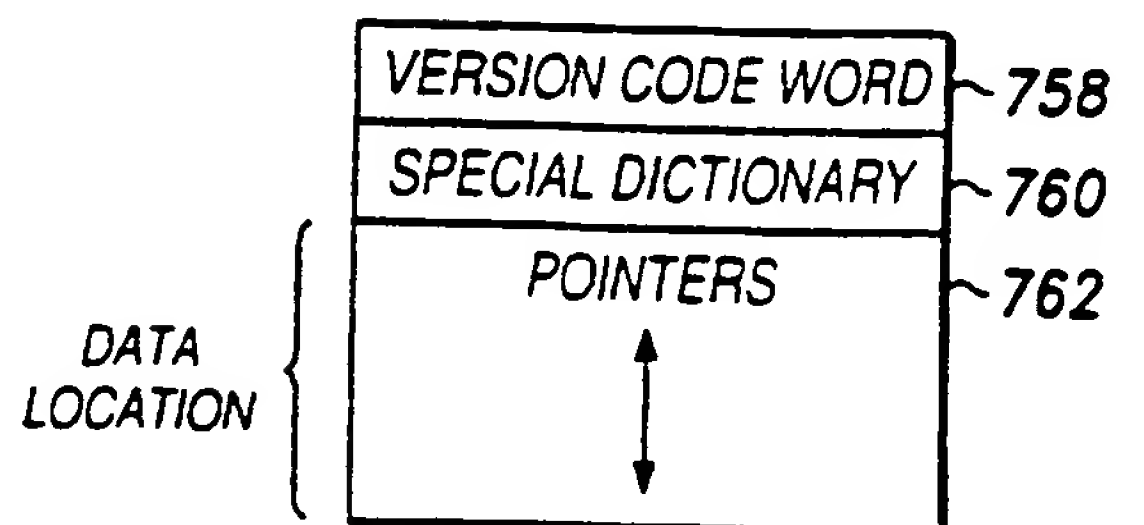 VERSION CODE WORD 758
SPECIAL DICTIONARY 760
POINTERS 762
DATA
LOCATION